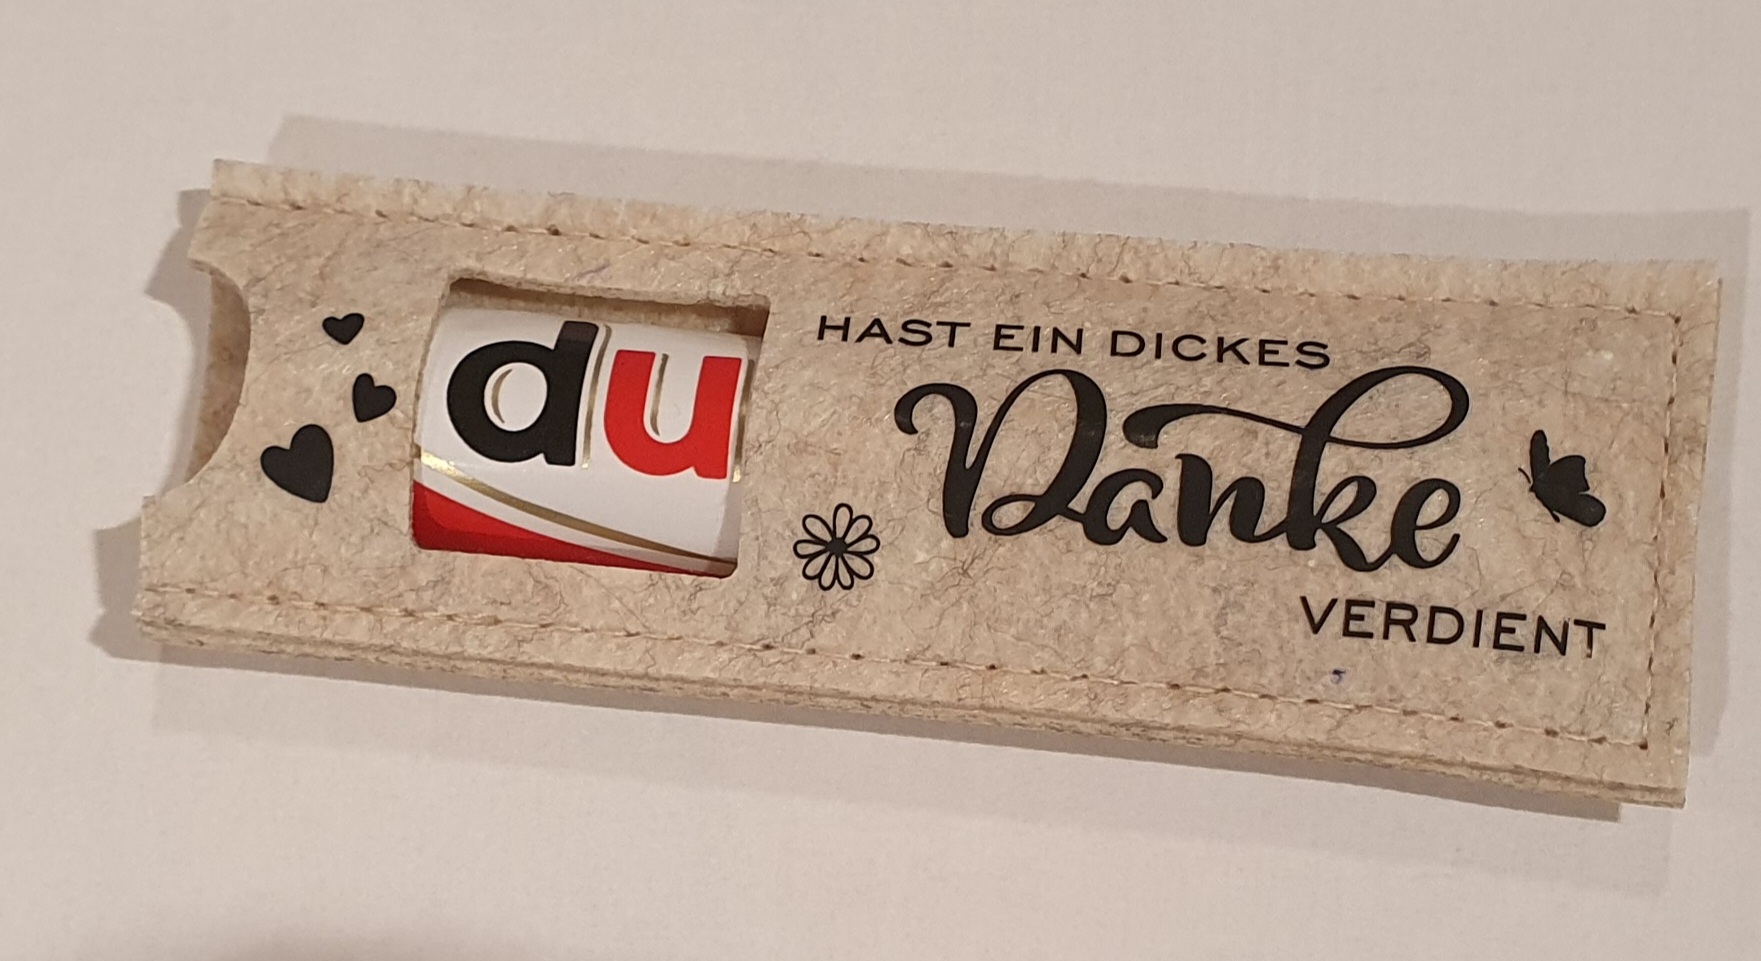 du
HAST EIN DICKES
Danke
VERDIENT